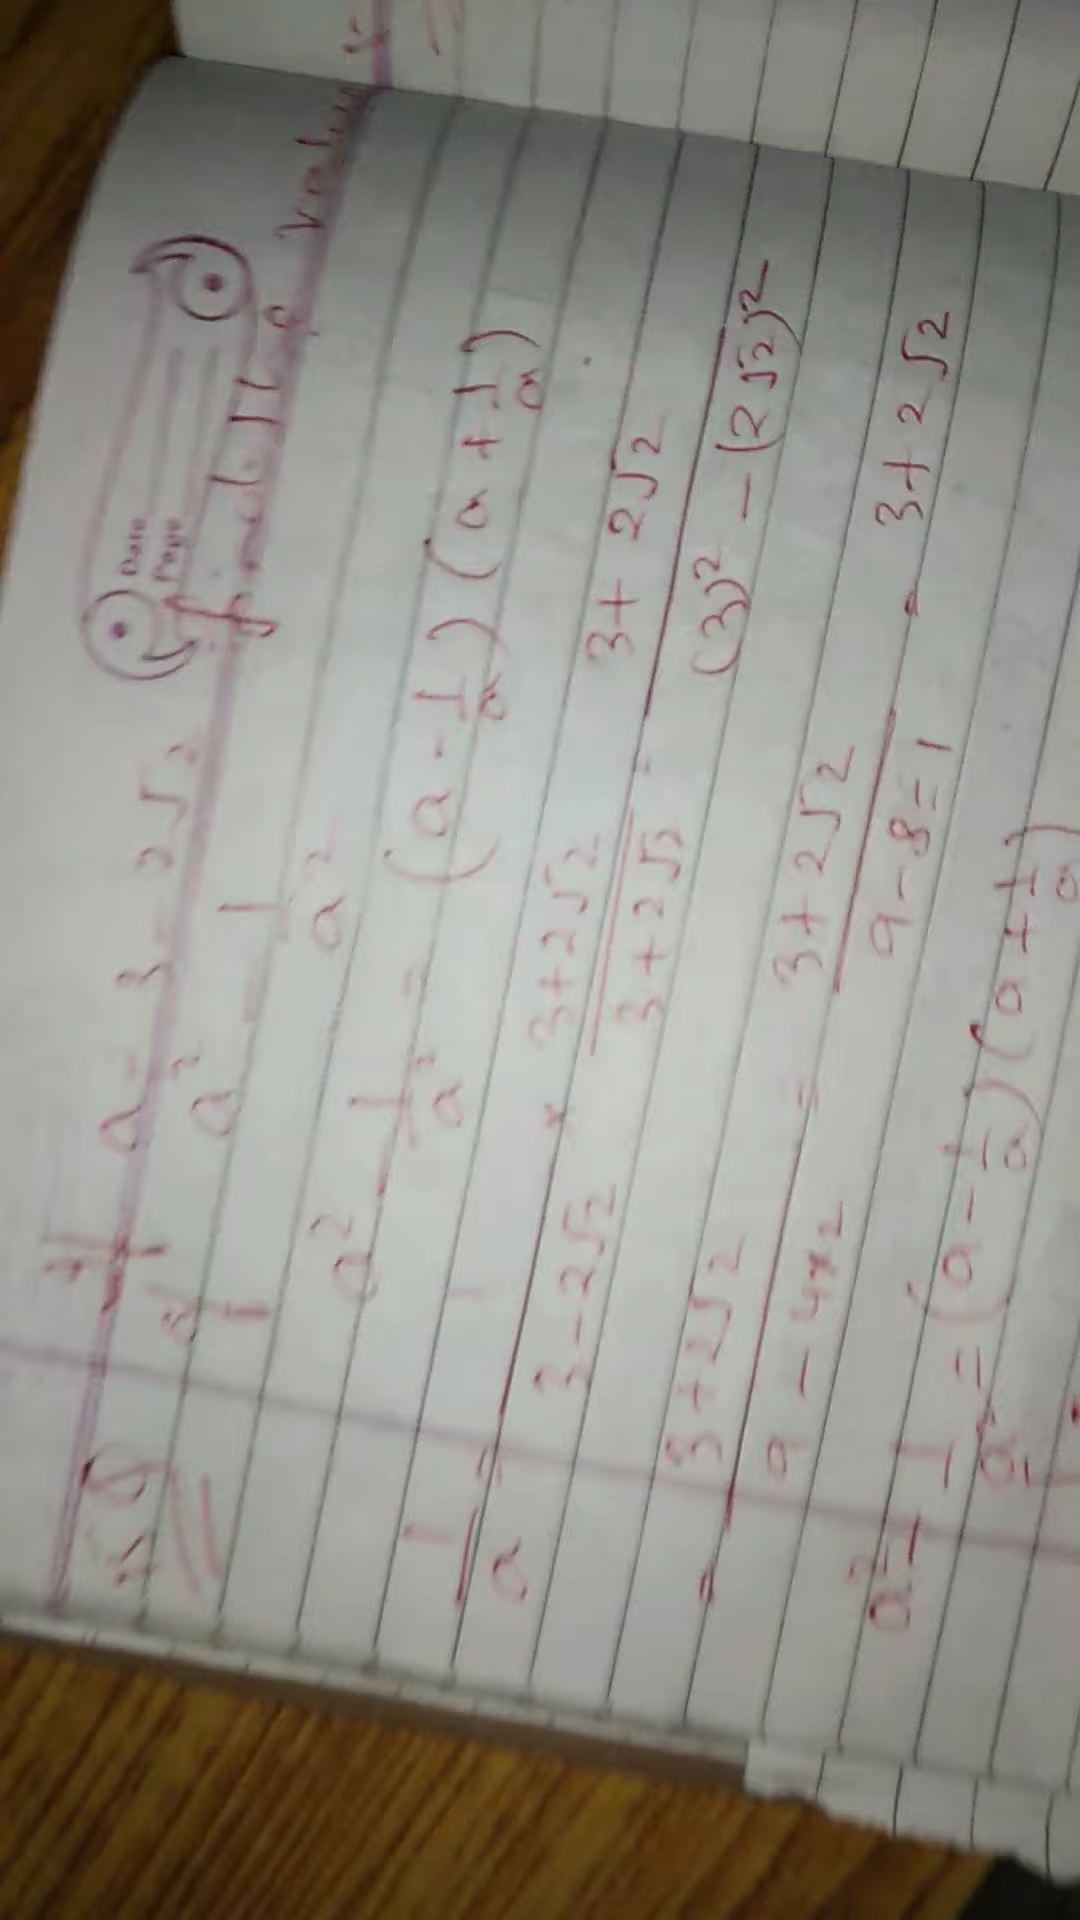 Date
Page
If a = 3 - 2√2 find the value of
a² - 1/a²
a² - 1/a² = (a - 1/a) (a + 1/a)
1/a = 1/(3 - 2√2) × (3+2√2)/(3+2√2) = (3+ 2√2)/((3)² - (2√2)²)
= (3+2√2)/(9 - 4×2) = (3+2√2)/(9-8=1) = 3+2√2
a² - 1/a² = (a - 1/a) (a + 1/a)